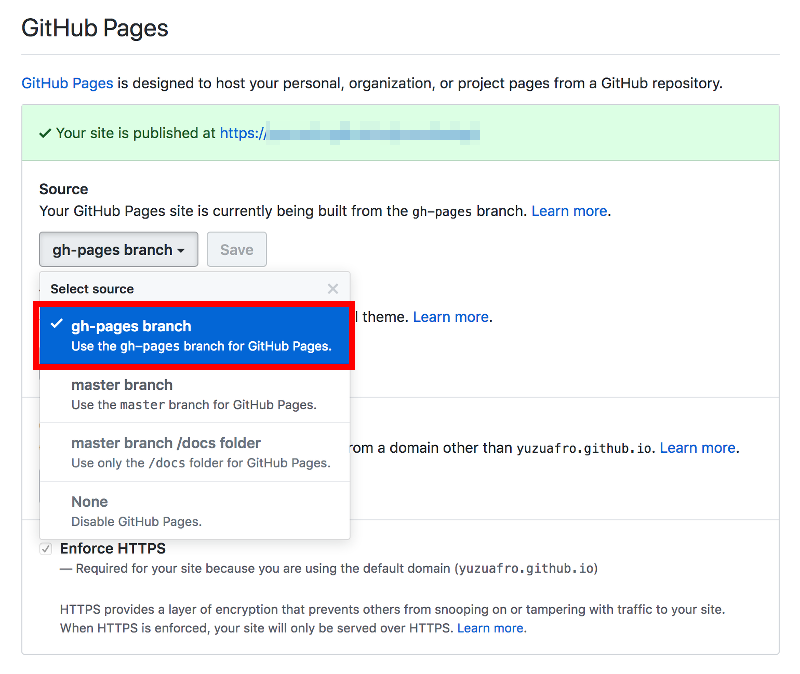 GitHub Pages
GitHub Pages is designed to host your personal, organization, or project pages from a GitHub repository.
Your site is published at https://
Source
Your GitHub Pages site is currently being built from the gh-pages branch. Learn more.
gh-pages branch
Save
Select source
gh-pages branch
theme. Learn more.
Use the gh-pages branch for GitHub Pages.
master branch
Use the master branch for GitHub Pages.
master branch /docs folder
from a domain other than yuzuafro.github.io. Learn more.
Use only the /docs folder for GitHub Pages.
None
Disable GitHub Pages.
Enforce HTTPS
— Required for your site because you are using the default domain (yuzuafro.github.io)
HTTPS provides a layer of encryption that prevents others from snooping on or tampering with traffic to your site.
When HTTPS is enforced, your site will only be served over HTTPS. Learn more.